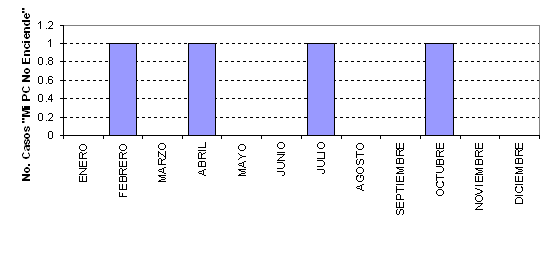 No. Casos "Mi PC No Enciende"
1.2
1
0.8
0.6
0.4
0.2
0
ENERO
FEBRERO
MARZO
ABRIL
MAYO
JUNIO
JULIO
AGOSTO
SEPTIEMBRE
OCTUBRE
NOVIEMBRE
DICIEMBRE